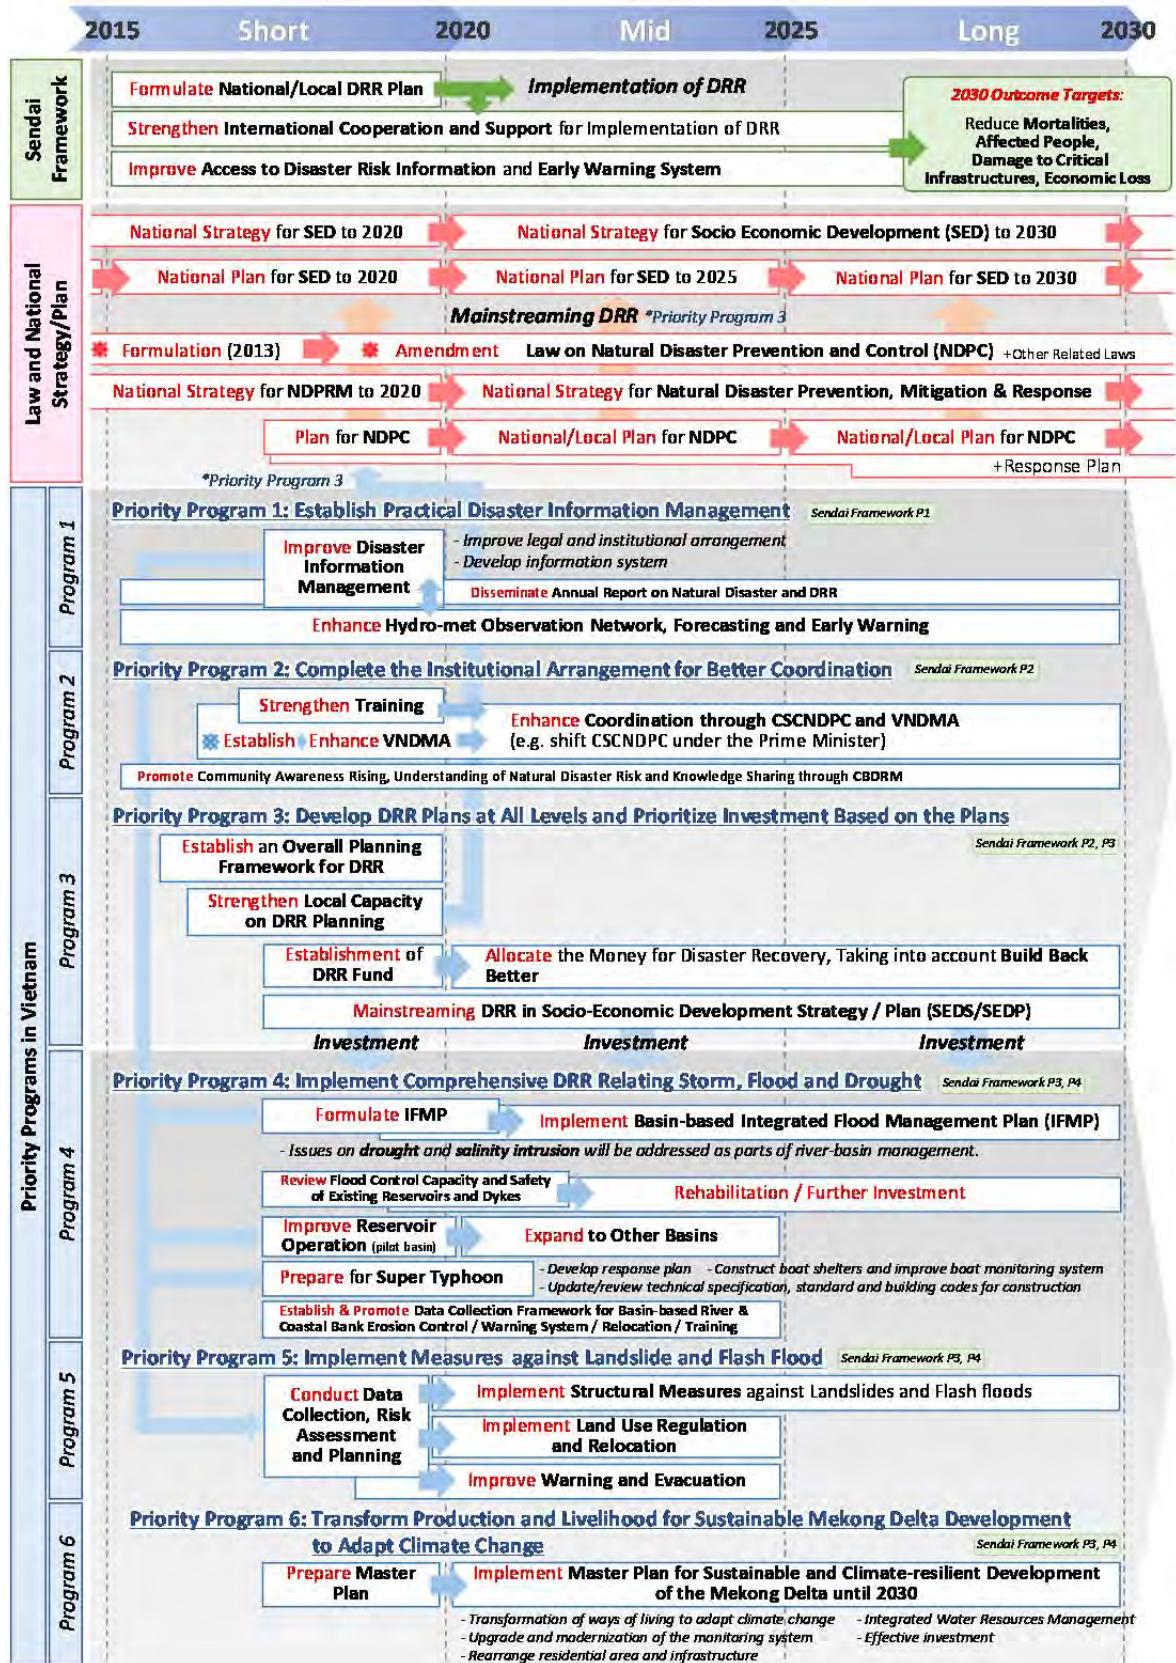 2015 Short 2020 Mid 2025 Long 2030
Sendai
Framework
Formulate National/Local DRR Plan
Implementation of DRR
Strengthen International Cooperation and Support for Implementation of DRR
Improve Access to Disaster Risk Information and Early Warning System
2030 Outcome Targets:
Reduce Mortalities,
Affected People,
Damage to Critical
Infrastructures, Economic Loss
Law and National
Strategy/Plan
National Strategy for SED to 2020
National Strategy for Socio Economic Development (SED) to 2030
National Plan for SED to 2020
National Plan for SED to 2025
National Plan for SED to 2030
Mainstreaming DRR *Priority Program 3
Formulation (2013)
Amendment Law on Natural Disaster Prevention and Control (NDPC) +Other Related Laws
National Strategy for NDPRM to 2020
National Strategy for Natural Disaster Prevention, Mitigation & Response
Plan for NDPC
National/Local Plan for NDPC
National/Local Plan for NDPC
+Response Plan
*Priority Program 3
Priority Programs in Vietnam
Program 1
Priority Program 1: Establish Practical Disaster Information Management
Sendai Framework P1
Improve Disaster
Information
Management
- Improve legal and institutional arrangement
- Develop information system
Disseminate Annual Report on Natural Disaster and DRR
Enhance Hydro-met Observation Network, Forecasting and Early Warning
Program 2
Priority Program 2: Complete the Institutional Arrangement for Better Coordination
Sendai Framework P2
Strengthen Training
Establish Enhance VNDMA
Enhance Coordination through CSCNDPC and VNDMA
(e.g. shift CSCNDPC under the Prime Minister)
Promote Community Awareness Rising, Understanding of Natural Disaster Risk and Knowledge Sharing through CBDRM
Program 3
Priority Program 3: Develop DRR Plans at All Levels and Prioritize Investment Based on the Plans
Sendai Framework P2, P3
Establish an Overall Planning
Framework for DRR
Strengthen Local Capacity
on DRR Planning
Establishment of
DRR Fund
Allocate the Money for Disaster Recovery, Taking into account Build Back
Better
Mainstreaming DRR in Socio-Economic Development Strategy / Plan (SEDS/SEDP)
Investment Investment Investment
Program 4
Priority Program 4: Implement Comprehensive DRR Relating Storm, Flood and Drought
Sendai Framework P3, P4
Formulate IFMP
Implement Basin-based Integrated Flood Management Plan (IFMP)
- Issues on drought and salinity intrusion will be addressed as parts of river-basin management.
Review Flood Control Capacity and Safety
of Existing Reservoirs and Dykes
Rehabilitation / Further Investment
Improve Reservoir
Operation (pilot basin)
Expand to Other Basins
Prepare for Super Typhoon
- Develop response plan - Construct boat shelters and improve boat monitoring system
- Update/review technical specification, standard and building codes for construction
Establish & Promote Data Collection Framework for Basin-based River &
Coastal Bank Erosion Control / Warning System / Relocation / Training
Program 5
Priority Program 5: Implement Measures against Landslide and Flash Flood
Sendai Framework P3, P4
Conduct Data
Collection, Risk
Assessment
and Planning
Implement Structural Measures against Landslides and Flash floods
Implement Land Use Regulation
and Relocation
Improve Warning and Evacuation
Program 6
Priority Program 6: Transform Production and Livelihood for Sustainable Mekong Delta Development
to Adapt Climate Change
Sendai Framework P3, P4
Prepare Master
Plan
Implement Master Plan for Sustainable and Climate-resilient Development
of the Mekong Delta until 2030
- Transformation of ways of living to adapt climate change - Integrated Water Resources Management
- Upgrade and modernization of the monitoring system - Effective investment
- Rearrange residential area and infrastructure